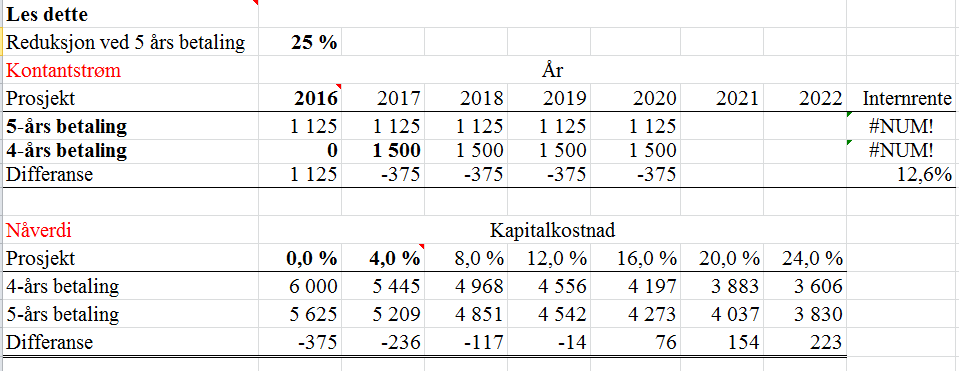 Les dette
Reduksjon ved 5 års betaling 25 %
Kontantstrøm År
Prosjekt 2016 2017 2018 2019 2020 2021 2022 Internrente
5-års betaling 1 125 1 125 1 125 1 125 1 125 #NUM!
4-års betaling 0 1 500 1 500 1 500 1 500 #NUM!
Differanse 1 125 -375 -375 -375 -375 12,6%
Nåverdi Kapitalkostnad
Prosjekt 0,0 % 4,0 % 8,0 % 12,0 % 16,0 % 20,0 % 24,0 %
4-års betaling 6 000 5 445 4 968 4 556 4 197 3 883 3 606
5-års betaling 5 625 5 209 4 851 4 542 4 273 4 037 3 830
Differanse -375 -236 -117 -14 76 154 223